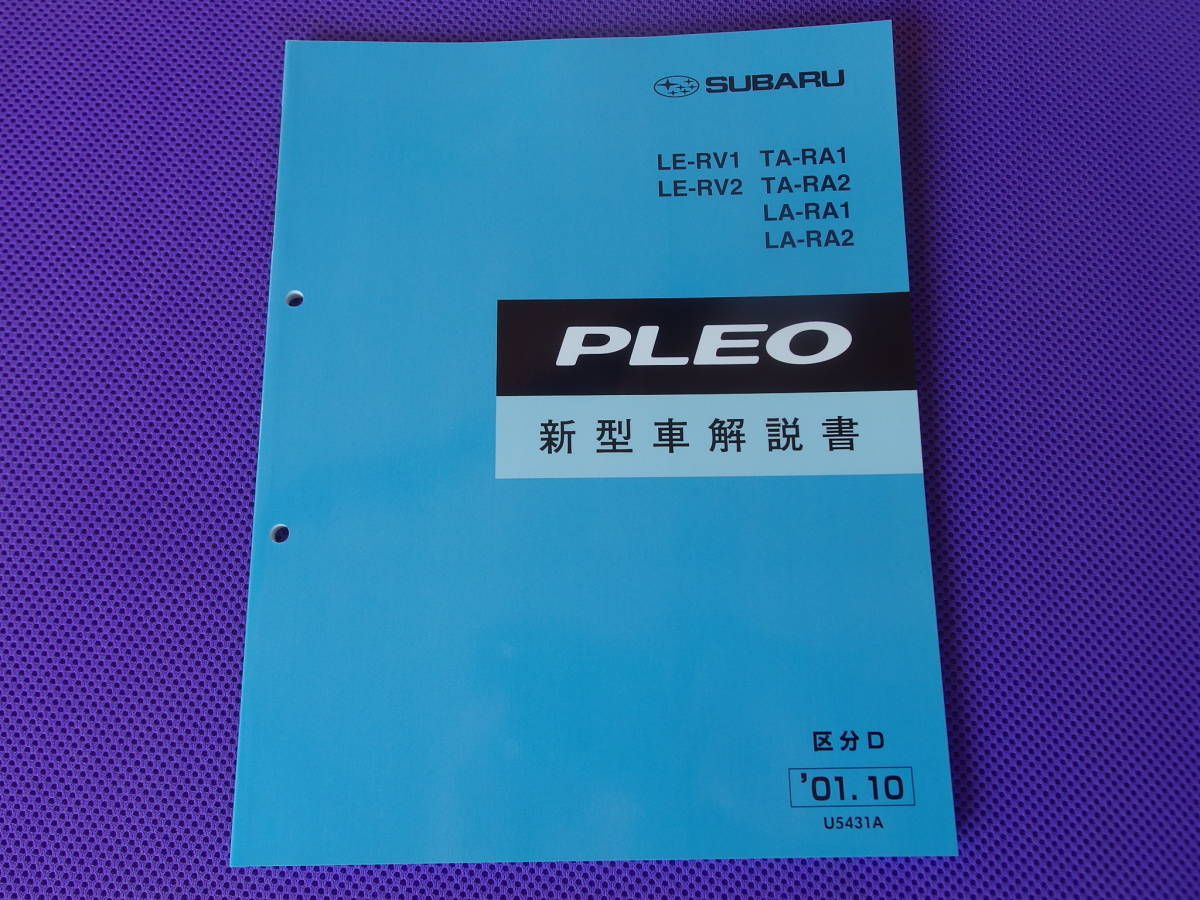 SUBARU
LE-RV1 TA-RA1
LE-RV2 TA-RA2
LA-RA1
LA-RA2
PLEO
新型車解説書
区分D
'01.10
U5431A